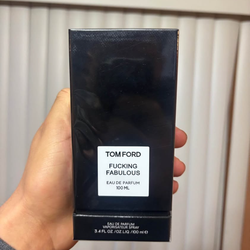 TOM FORD
FUCKING
FABULOUS
EAU DE PARFUM
100 ML
EAU DE PARFUM
VAPORISATEUR SPRAY
3.4 FL OZ/OZ LIQ./100 ml ℮